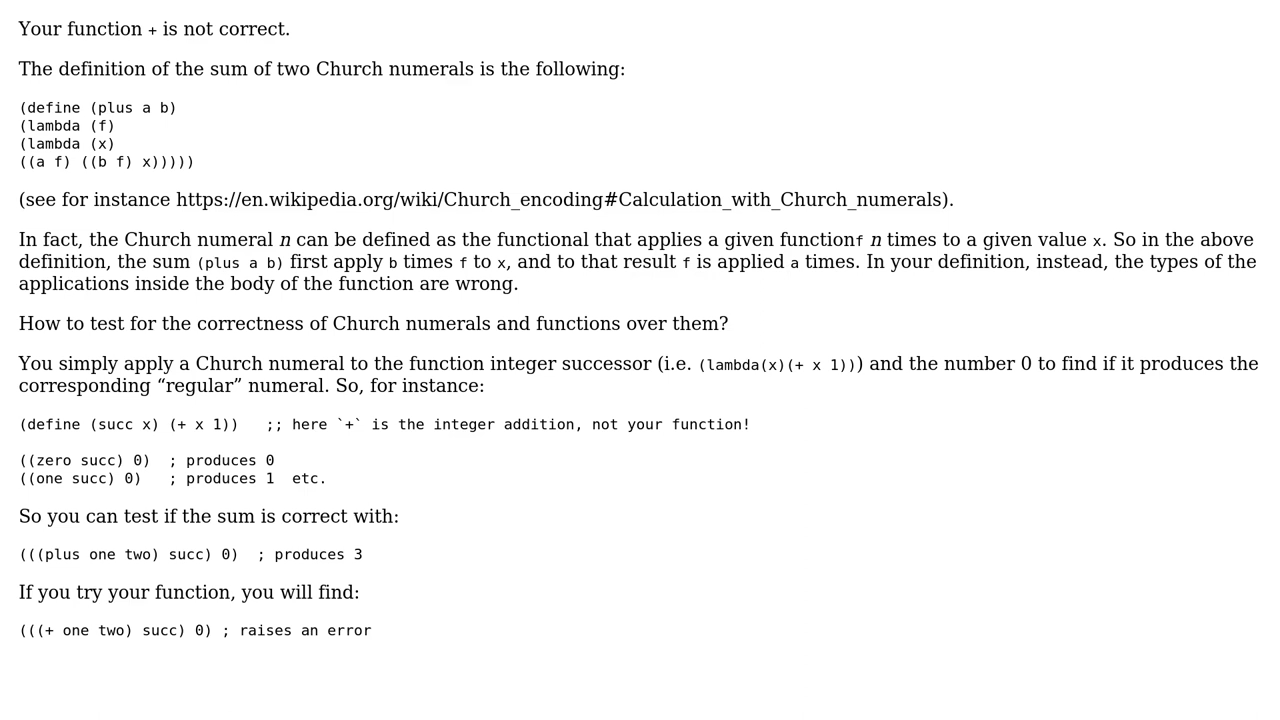 Your function + is not correct.
The definition of the sum of two Church numerals is the following:
(define (plus a b)
(lambda (f)
(lambda (x)
((a f) ((b f) x)))))
(see for instance https://en.wikipedia.org/wiki/Church_encoding#Calculation_with_Church_numerals).
In fact, the Church numeral n can be defined as the functional that applies a given functionf n times to a given value x. So in the above
definition, the sum (plus a b) first apply b times f to x, and to that result f is applied a times. In your definition, instead, the types of the
applications inside the body of the function are wrong.
How to test for the correctness of Church numerals and functions over them?
You simply apply a Church numeral to the function integer successor (i.e. (lambda(x)(+ x 1))) and the number 0 to find if it produces the
corresponding “regular” numeral. So, for instance:
(define (succ x) (+ x 1))   ;; here `+` is the integer addition, not your function!
((zero succ) 0)  ; produces 0
((one succ) 0)   ; produces 1  etc.
So you can test if the sum is correct with:
(((plus one two) succ) 0)  ; produces 3
If you try your function, you will find:
(((+ one two) succ) 0) ; raises an error